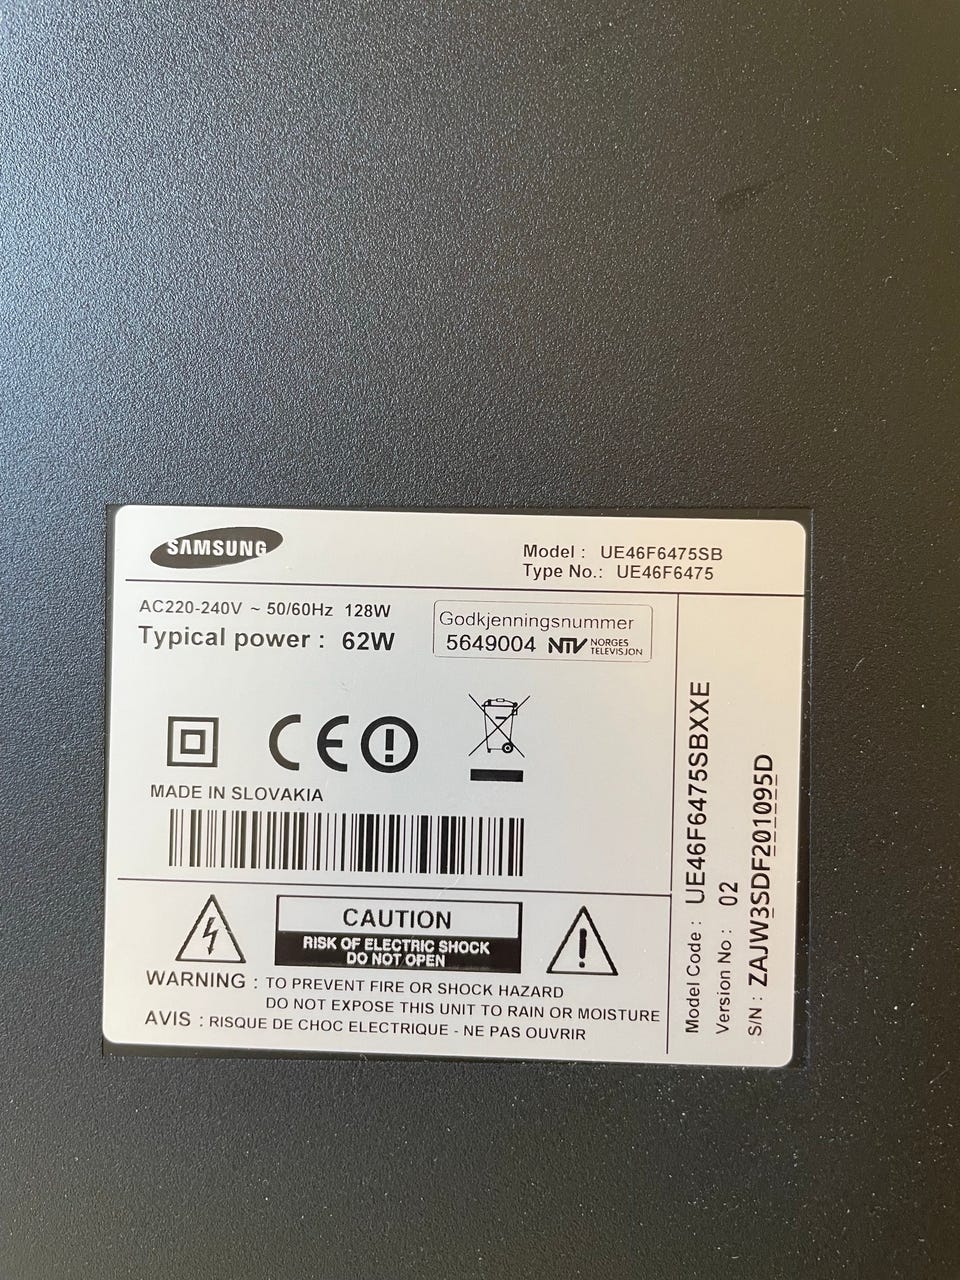 SAMSUNG
Model : UE46F6475SB
Type No.: UE46F6475
AC220-240V ~ 50/60Hz 128W
Typical power : 62W
Godkjenningsnummer
5649004 NTV NORGES
TELEVISJON
CE
MADE IN SLOVAKIA
CAUTION
RISK OF ELECTRIC SHOCK
DO NOT OPEN
WARNING : TO PREVENT FIRE OR SHOCK HAZARD
DO NOT EXPOSE THIS UNIT TO RAIN OR MOISTURE
AVIS : RISQUE DE CHOC ELECTRIQUE - NE PAS OUVRIR
Model Code : UE46F6475SBXXE
Version No : 02
S/N : ZAJW3SDF201095D